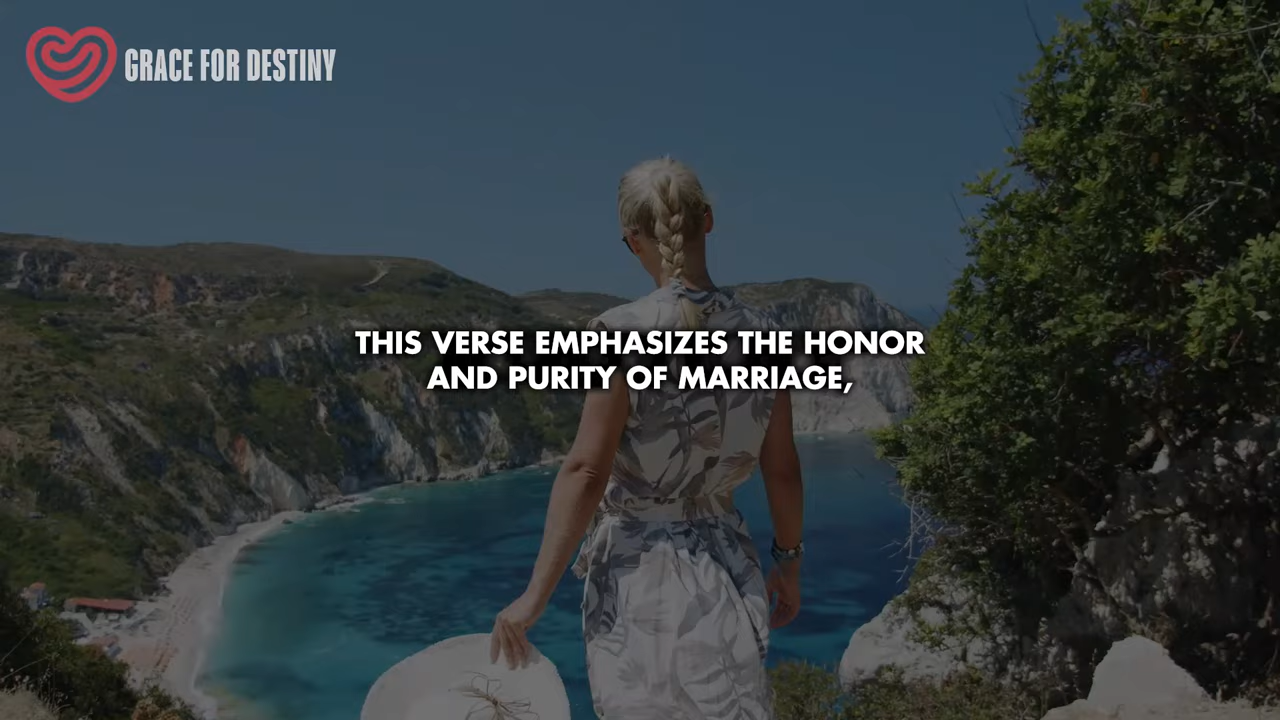 GRACE FOR DESTINY
THIS VERSE EMPHASIZES THE HONOR
AND PURITY OF MARRIAGE,